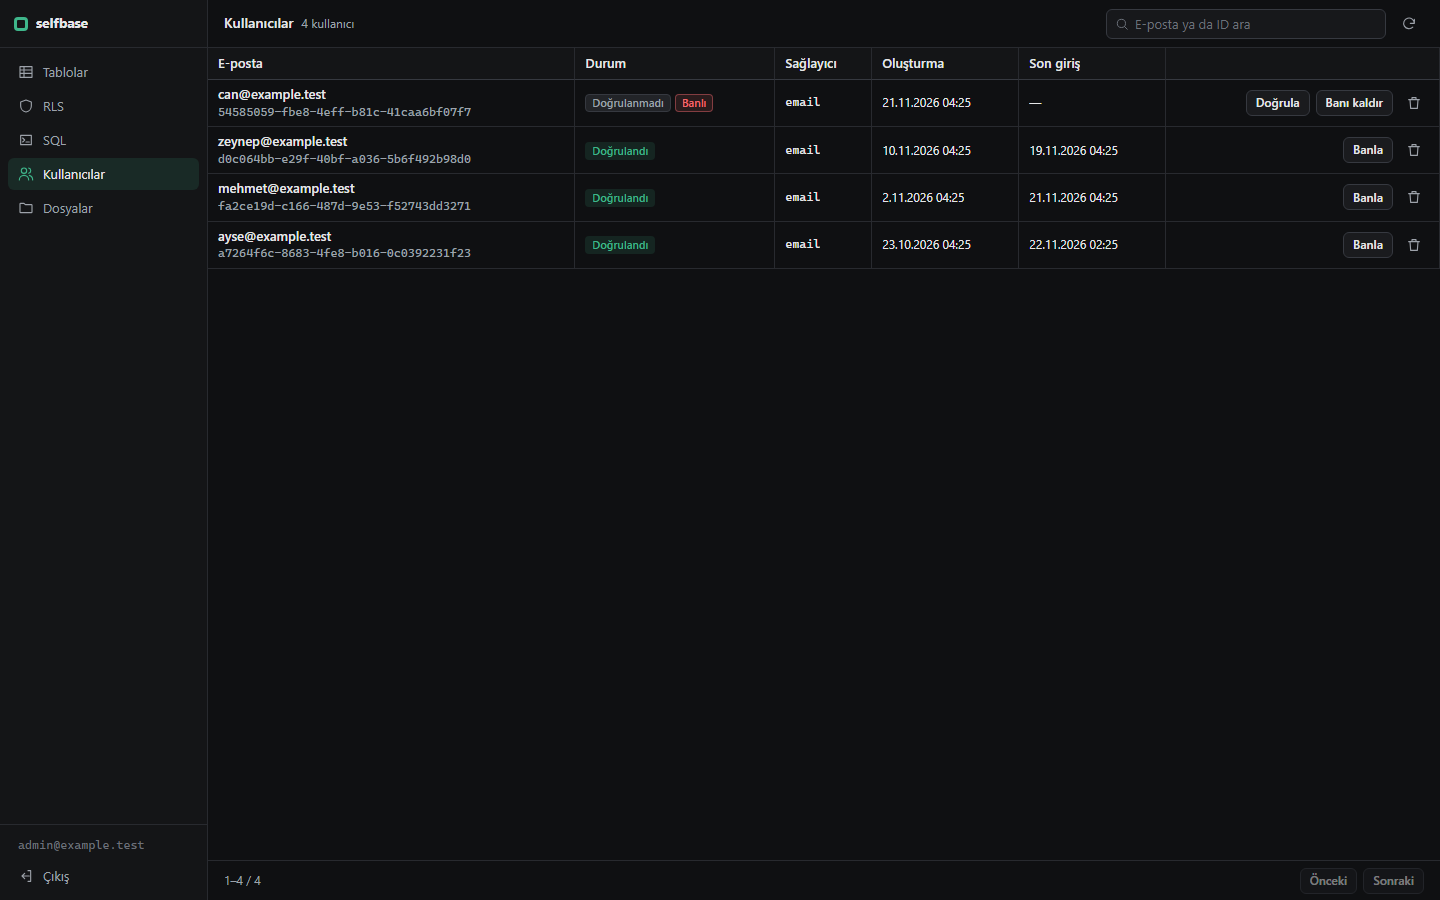 selfbase
Kullanıcılar 4 kullanıcı
E-posta ya da ID ara
Tablolar
RLS
SQL
Kullanıcılar
Dosyalar
E-posta Durum Sağlayıcı Oluşturma Son giriş
can@example.test
54585059-fbe8-4eff-b81c-41caa6bf07f7
Doğrulanmadı Banlı email 21.11.2026 04:25 — Doğrula Banı kaldır
zeynep@example.test
d0c064bb-e29f-40bf-a036-5b6f492b98d0
Doğrulandı email 10.11.2026 04:25 19.11.2026 04:25 Banla
mehmet@example.test
fa2ce19d-c166-487d-9e53-f52743dd3271
Doğrulandı email 2.11.2026 04:25 21.11.2026 04:25 Banla
ayse@example.test
a7264f6c-8683-4fe8-b016-0c0392231f23
Doğrulandı email 23.10.2026 04:25 22.11.2026 02:25 Banla
admin@example.test
Çıkış
1–4 / 4
Önceki Sonraki